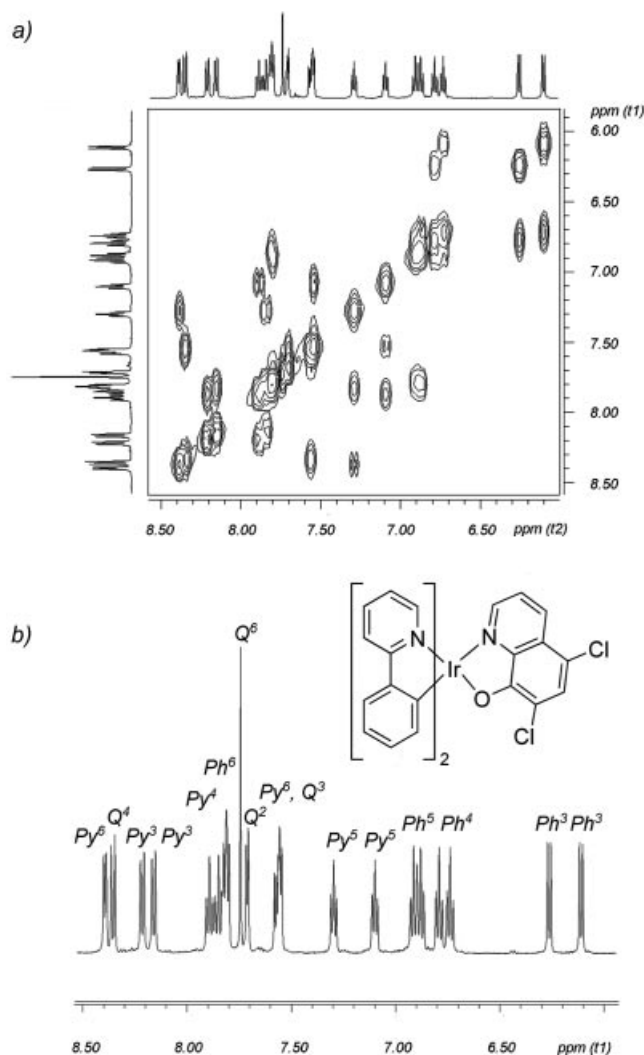 a)
ppm (t1)
6.00
6.50
7.00
7.50
8.00
8.50
8.50 8.00 7.50 7.00 6.50 ppm (t2)
b)
Q⁶
N N Cl
Ir
O
Cl
2
Ph⁶
Py⁴ Py⁶, Q³
Q⁴ Q² Ph⁵
Py⁶ Py³ Py³ Py⁵ Py⁵ Ph⁴ Ph³ Ph³
8.50 8.00 7.50 7.00 6.50 ppm (t1)